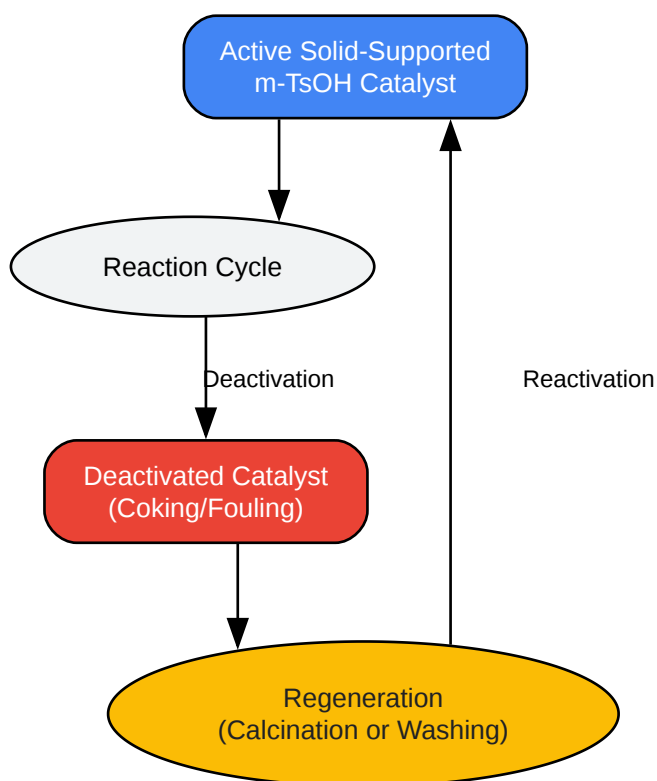 Active Solid-Supported
m-TsOH Catalyst
Reaction Cycle
Deactivation
Reactivation
Deactivated Catalyst
(Coking/Fouling)
Regeneration
(Calcination or Washing)